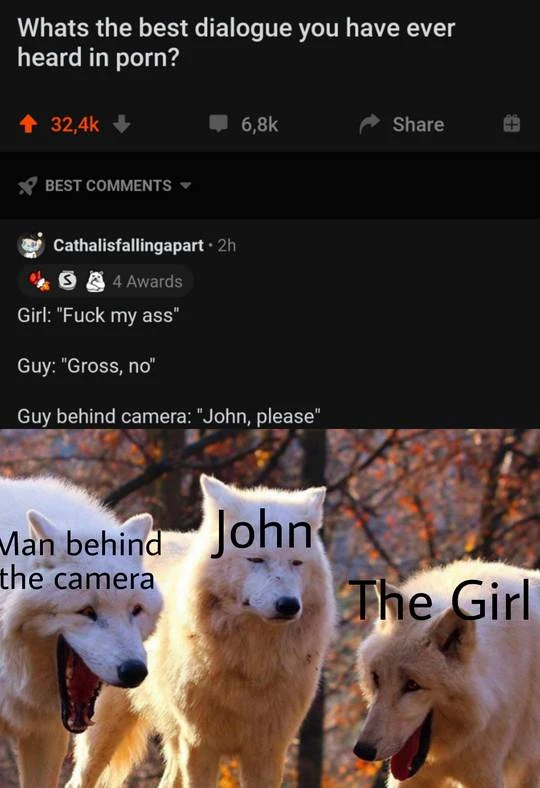 Whats the best dialogue you have ever
heard in porn?
32,4k
6,8k
Share
BEST COMMENTS
Cathalisfallingapart • 2h
4 Awards
Girl: "Fuck my ass"
Guy: "Gross, no"
Guy behind camera: "John, please"
Man behind
the camera
John
The Girl